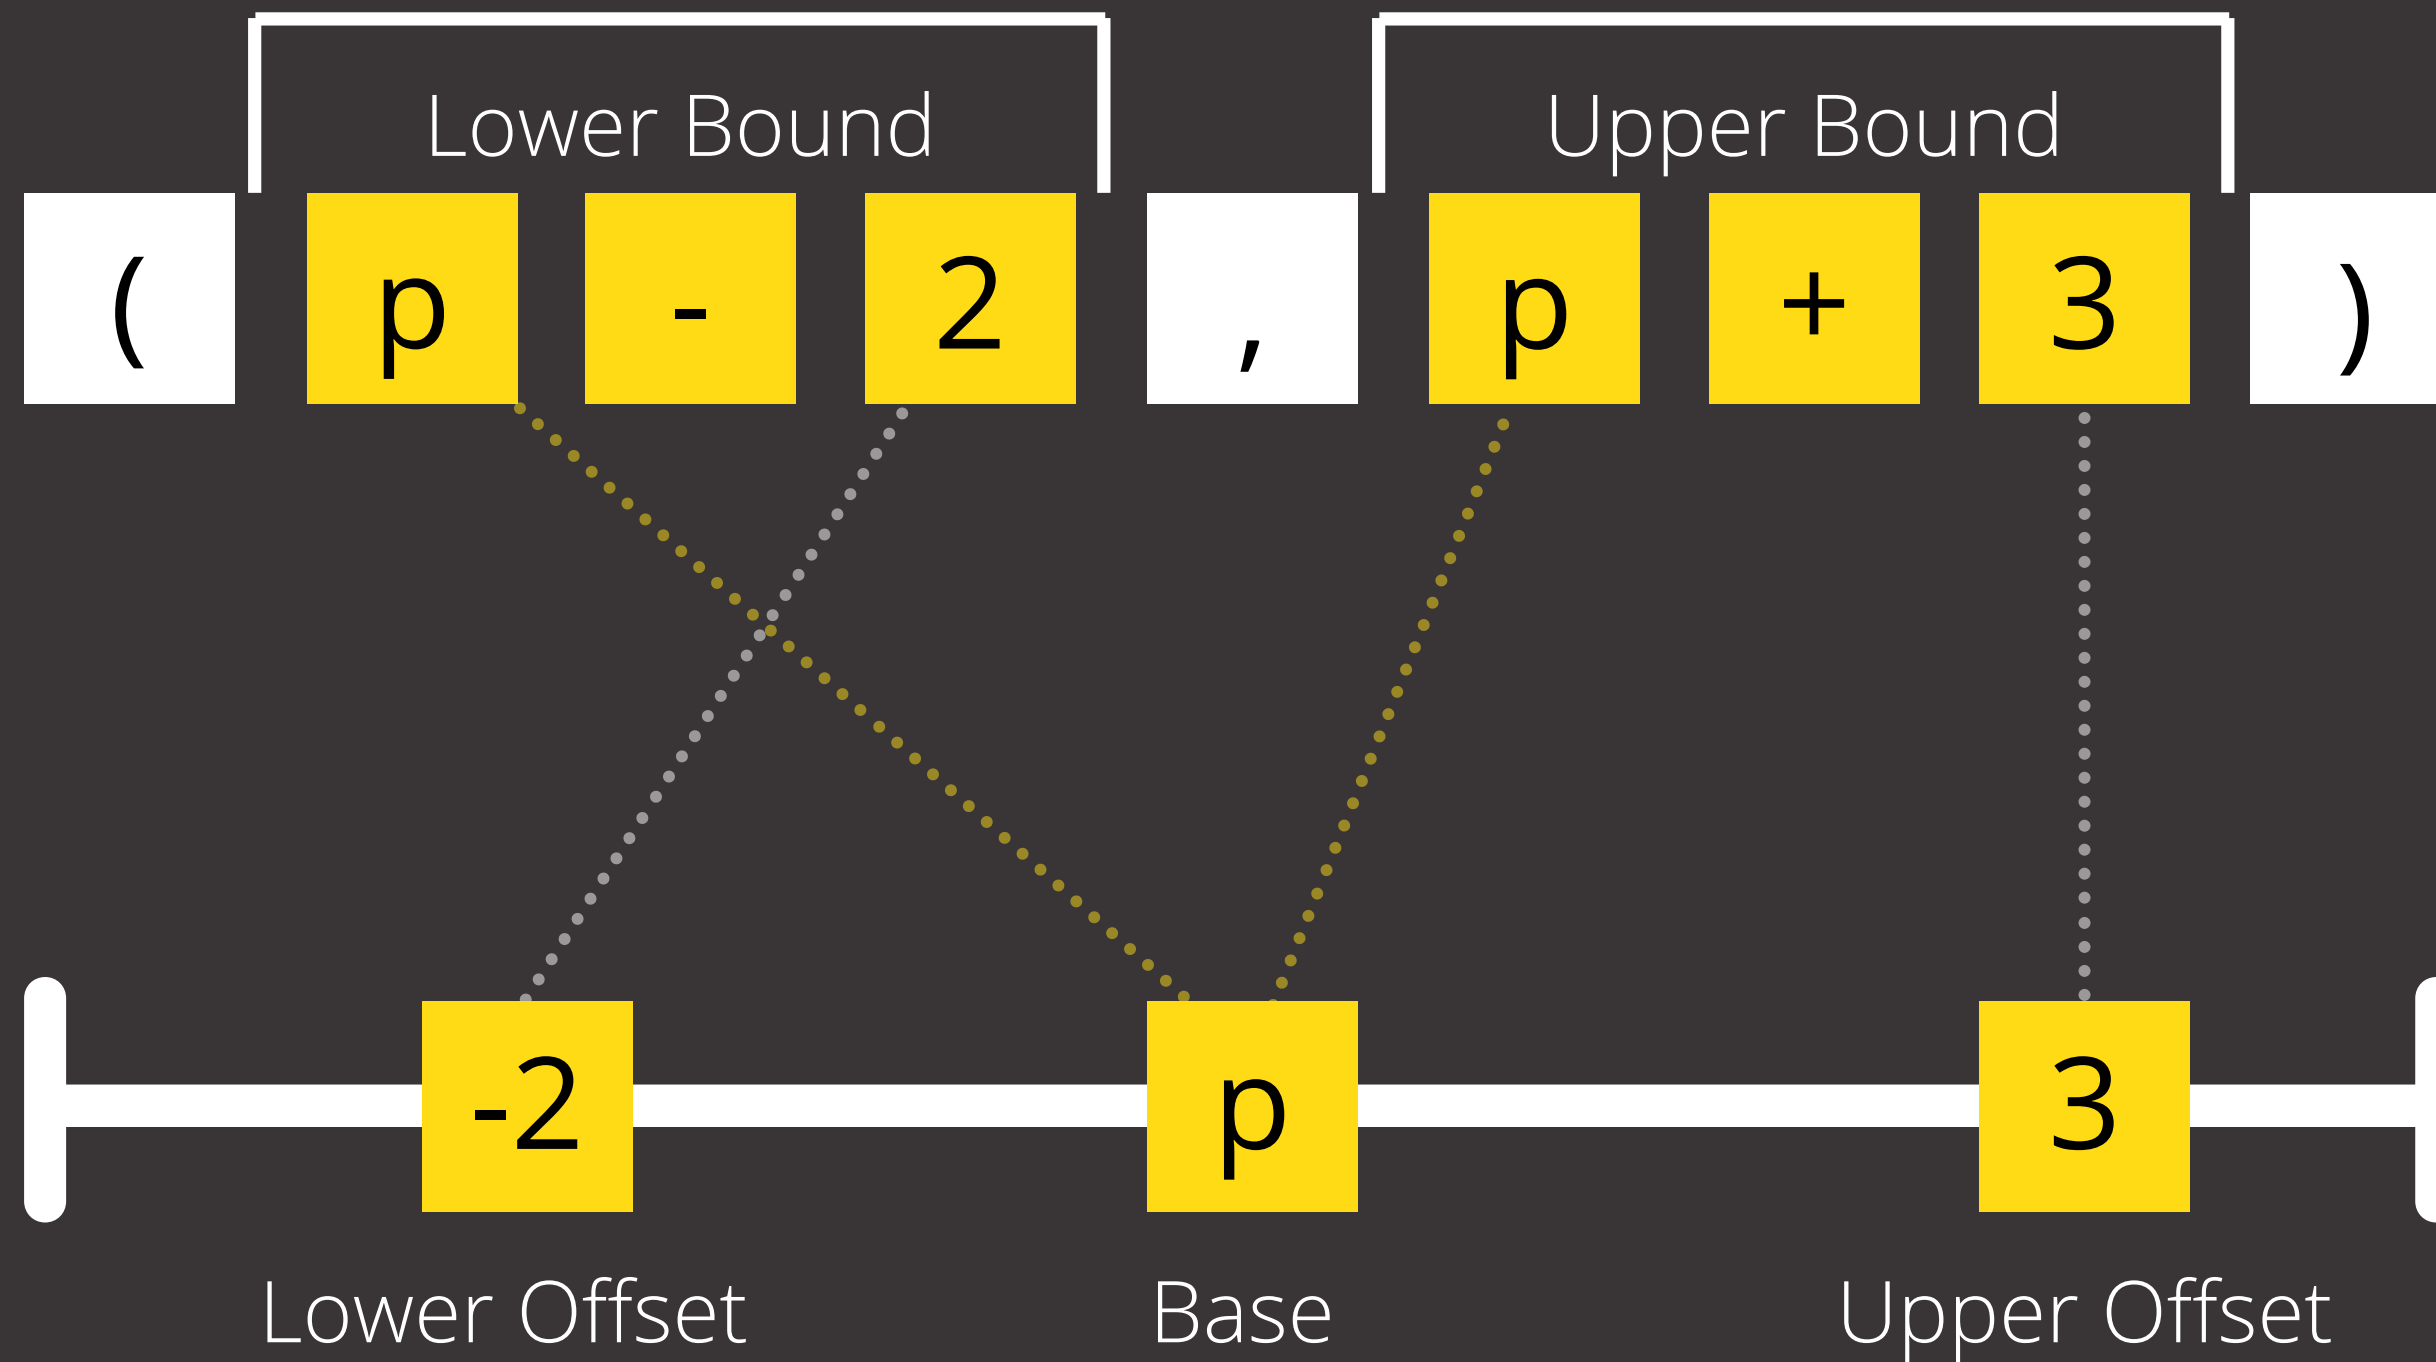 Lower Bound Upper Bound
( p - 2 , p + 3 )
-2 p 3
Lower Offset Base Upper Offset